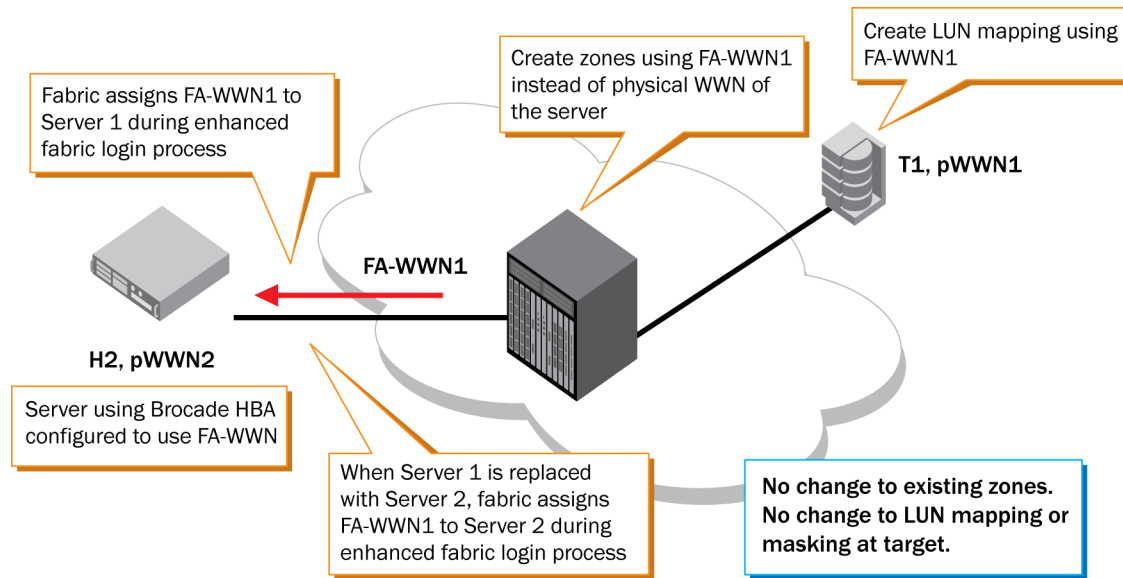 Fabric assigns FA-WWN1 to
Server 1 during enhanced
fabric login process
Create zones using FA-WWN1
instead of physical WWN of
the server
Create LUN mapping using
FA-WWN1
T1, pWWN1
FA-WWN1
H2, pWWN2
Server using Brocade HBA
configured to use FA-WWN
When Server 1 is replaced
with Server 2, fabric assigns
FA-WWN1 to Server 2 during
enhanced fabric login process
No change to existing zones.
No change to LUN mapping or
masking at target.